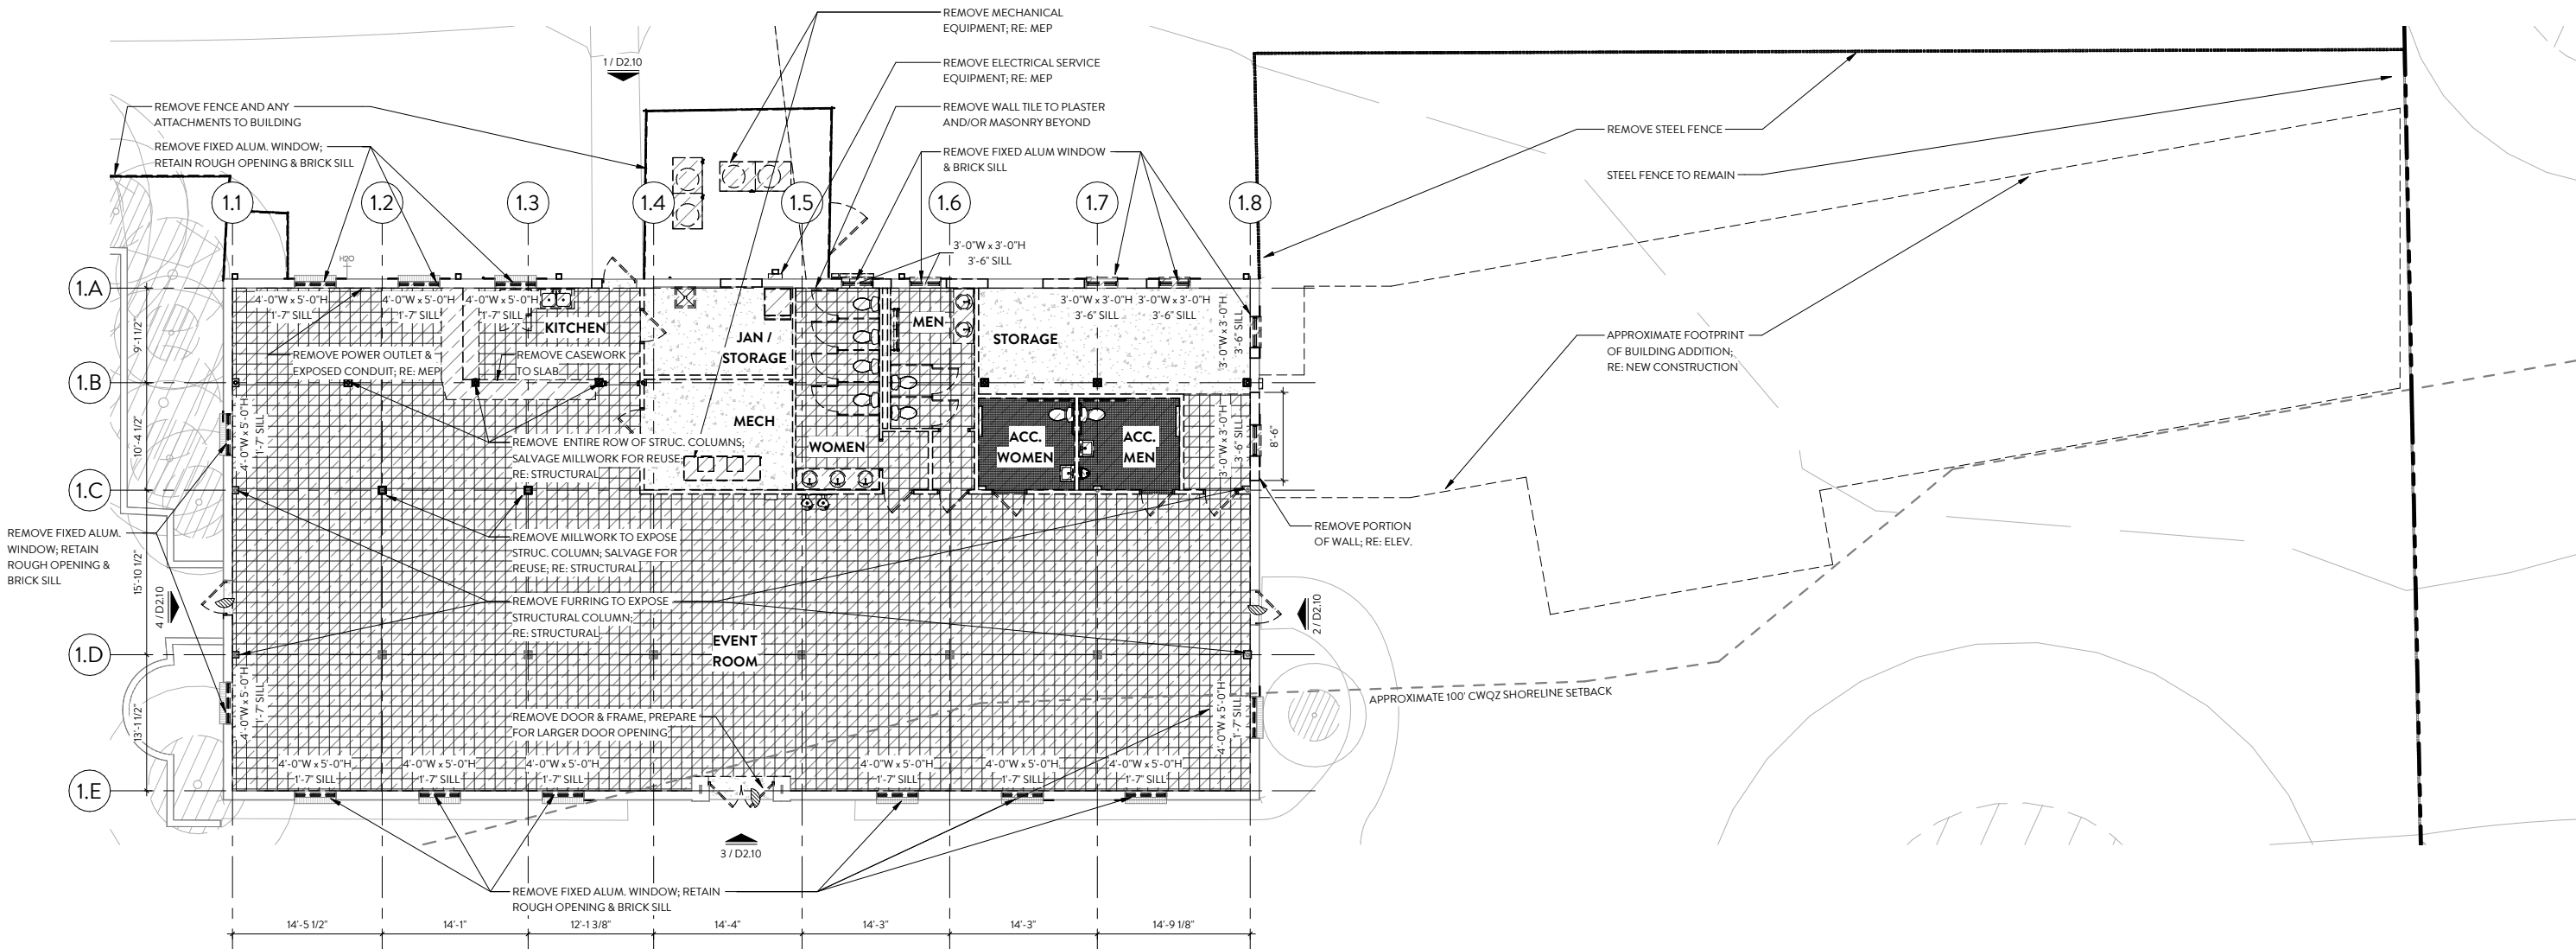 REMOVE MECHANICAL
EQUIPMENT; RE: MEP
1 / D2.10
REMOVE ELECTRICAL SERVICE
EQUIPMENT; RE: MEP
REMOVE FENCE AND ANY
ATTACHMENTS TO BUILDING
REMOVE WALL TILE TO PLASTER
AND/OR MASONRY BEYOND
REMOVE STEEL FENCE
REMOVE FIXED ALUM. WINDOW;
RETAIN ROUGH OPENING & BRICK SILL
REMOVE FIXED ALUM WINDOW
& BRICK SILL
STEEL FENCE TO REMAIN
1.1
1.2
1.3
1.4
1.5
1.6
1.7
1.8
H2O
3'-0"W x 3'-0"H
3'-6" SILL
1.A
4'-0"W x 5'-0"H
1'-7" SILL
4'-0"W x 5'-0"H
1'-7" SILL
4'-0"W x 5'-0"H
1'-7" SILL
KITCHEN
JAN /
STORAGE
MEN
STORAGE
3'-0"W x 3'-0"H
3'-6" SILL
3'-0"W x 3'-0"H
3'-6" SILL
3'-0"W x 3'-0"H
3'-6" SILL
9'-1 1/2"
REMOVE POWER OUTLET &
EXPOSED CONDUIT; RE: MEP
REMOVE CASEWORK
TO SLAB
APPROXIMATE FOOTPRINT
OF BUILDING ADDITION;
RE: NEW CONSTRUCTION
1.B
10'-4 1/2"
4'-0"W x 5'-0"H
1'-7" SILL
MECH
WOMEN
ACC.
WOMEN
ACC.
MEN
3'-0"W x 3'-0"H
3'-6" SILL
8'-6"
REMOVE ENTIRE ROW OF STRUC. COLUMNS;
SALVAGE MILLWORK FOR REUSE;
RE: STRUCTURAL
1.C
REMOVE FIXED ALUM.
WINDOW; RETAIN
ROUGH OPENING &
BRICK SILL
REMOVE MILLWORK TO EXPOSE
STRUC. COLUMN; SALVAGE FOR
REUSE; RE: STRUCTURAL
REMOVE PORTION
OF WALL; RE: ELEV.
15'-10 1/2"
4 / D2.10
REMOVE FURRING TO EXPOSE
STRUCTURAL COLUMN;
RE: STRUCTURAL
2 / D2.10
EVENT
ROOM
1.D
4'-0"W x 5'-0"H
1'-7" SILL
13'-1 1/2"
REMOVE DOOR & FRAME, PREPARE
FOR LARGER DOOR OPENING
4'-0"W x 5'-0"H
1'-7" SILL
APPROXIMATE 100' CWQZ SHORELINE SETBACK
4'-0"W x 5'-0"H
1'-7" SILL
4'-0"W x 5'-0"H
1'-7" SILL
4'-0"W x 5'-0"H
1'-7" SILL
4'-0"W x 5'-0"H
1'-7" SILL
4'-0"W x 5'-0"H
1'-7" SILL
4'-0"W x 5'-0"H
1'-7" SILL
1.E
3 / D2.10
REMOVE FIXED ALUM. WINDOW; RETAIN
ROUGH OPENING & BRICK SILL
14'-5 1/2"
14'-1"
12'-1 3/8"
14'-4"
14'-3"
14'-3"
14'-9 1/8"